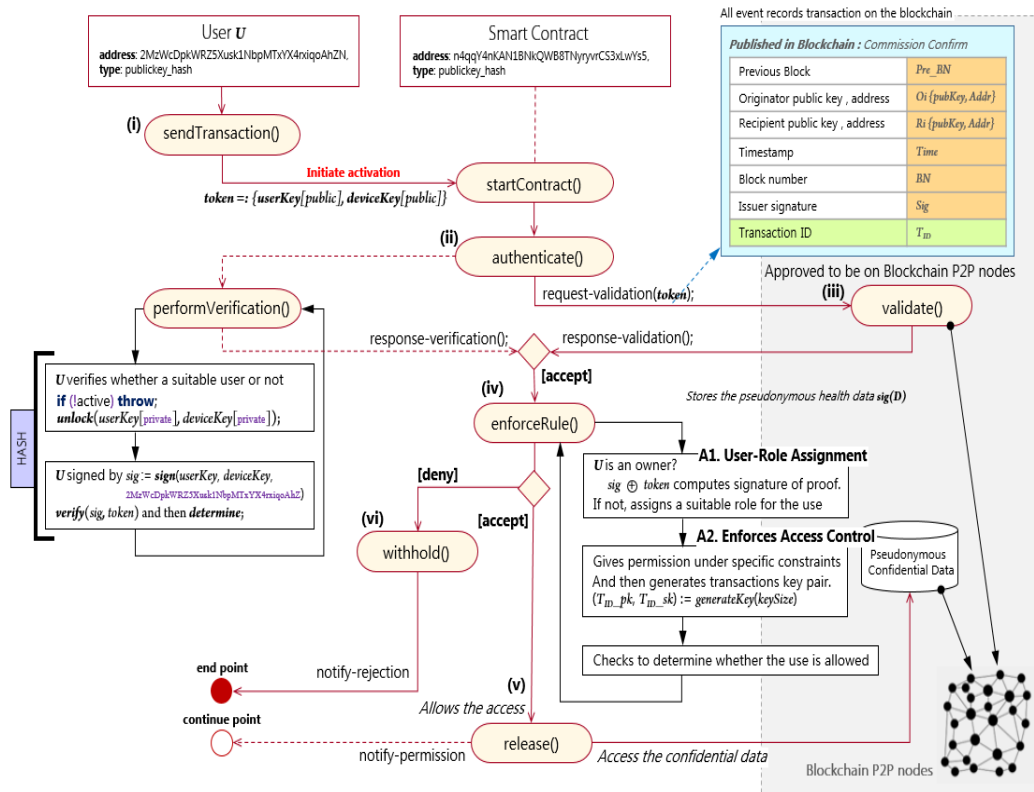 User U
address: 2MzWcDpkWRZ5Xusk1NbpMTxYX4rxiqoAhZN,
type: publickey_hash
Smart Contract
address: n4qqY4nKAN1BNkQWB8TNyryvrCS3xLwYs5,
type: publickey_hash
All event records transaction on the blockchain
Published in Blockchain : Commission Confirm
Previous Block Pre_BN
Originator public key , address Oi {pubKey, Addr}
Recipient public key , address Ri {pubKey, Addr}
Timestamp Time
Block number BN
Issuer signature Sig
Transaction ID T_ID
Approved to be on Blockchain P2P nodes
(i)
sendTransaction()
Initiate activation
token =: {userKey[public], deviceKey[public]}
startContract()
(ii)
authenticate()
request-validation(token);
(iii)
validate()
performVerification()
response-verification();
response-validation();
[accept]
HASH
U verifies whether a suitable user or not
if (!active) throw;
unlock(userKey[private], deviceKey[private]);
U signed by sig := sign(userKey, deviceKey,
2MzWcDpkWRZ5Xusk1NbpMTxYX4rxiqoAhZ)
verify(sig, token) and then determine;
(iv)
enforceRule()
Stores the pseudonymous health data sig(D)
A1. User-Role Assignment
U is an owner?
sig ⊕ token computes signature of proof.
If not, assigns a suitable role for the use
A2. Enforces Access Control
Gives permission under specific constraints
And then generates transactions key pair.
(T_ID_pk, T_ID_sk) := generateKey(keySize)
Checks to determine whether the use is allowed
Pseudonymous
Confidential Data
[deny]
[accept]
(vi)
withhold()
notify-rejection
end point
(v)
Allows the access
continue point
notify-permission
release()
Access the confidential data
Blockchain P2P nodes